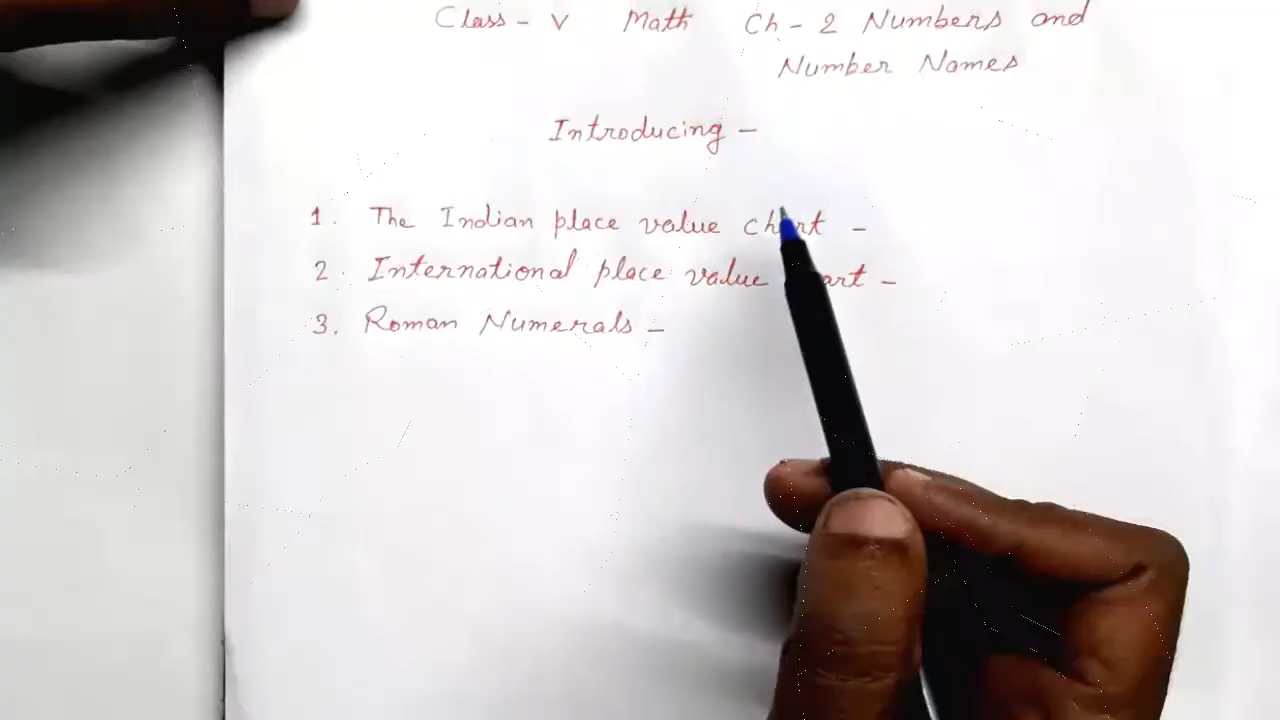 Class - V Math Ch - 2 Numbers and
Number Names
Introducing -
1. The Indian place value chart -
2. International place value art -
3. Roman Numerals -